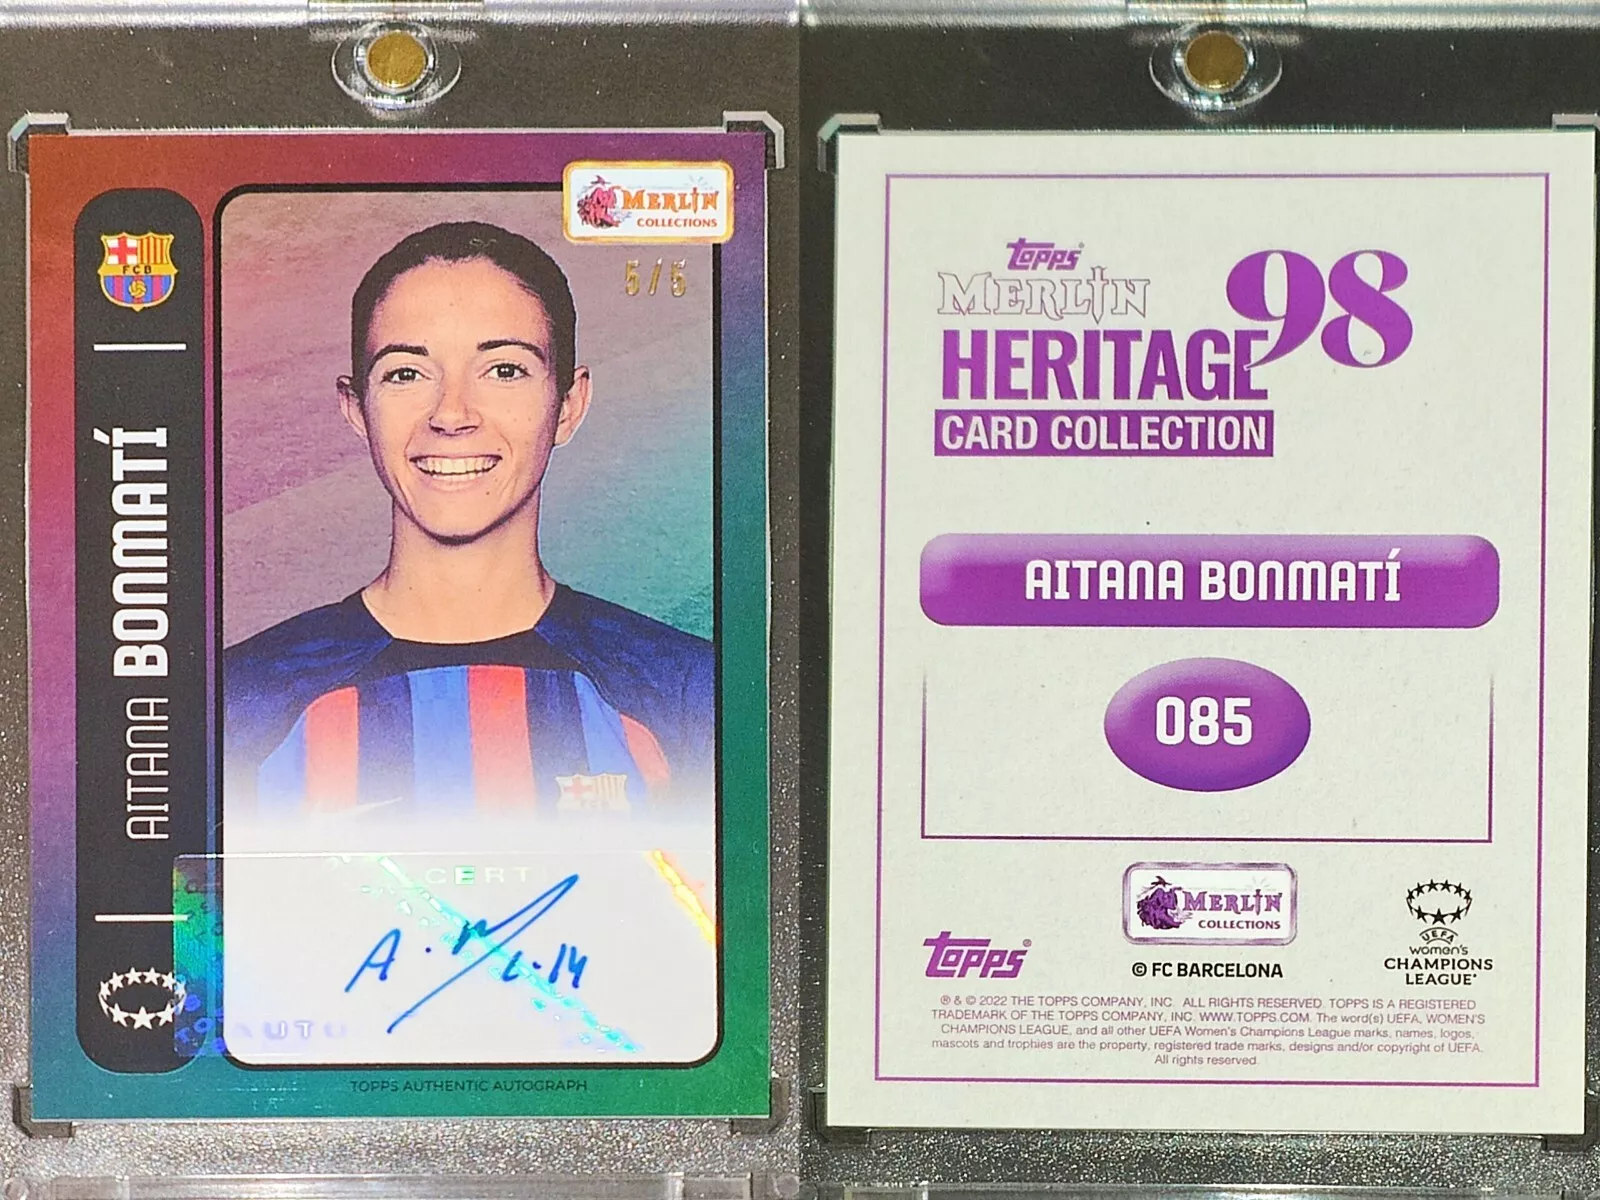 MERLIN
COLLECTIONS
5/5
FCB
AITANA BONMATÍ
CERTI
A. 14
AUTO
TOPPS AUTHENTIC AUTOGRAPH
topps®
MERLIN
HERITAGE 98
CARD COLLECTION
AITANA BONMATÍ
085
MERLIN
COLLECTIONS
topps®
© FC BARCELONA
UEFA
women's
CHAMPIONS
LEAGUE®
® & © 2022 THE TOPPS COMPANY, INC. ALL RIGHTS RESERVED. TOPPS IS A REGISTERED
TRADEMARK OF THE TOPPS COMPANY, INC. WWW.TOPPS.COM. The word(s) UEFA, WOMEN'S
CHAMPIONS LEAGUE, and all other UEFA Women's Champions League marks, names, logos,
mascots and trophies are the property, registered trade marks, designs and/or copyright of UEFA.
All rights reserved.